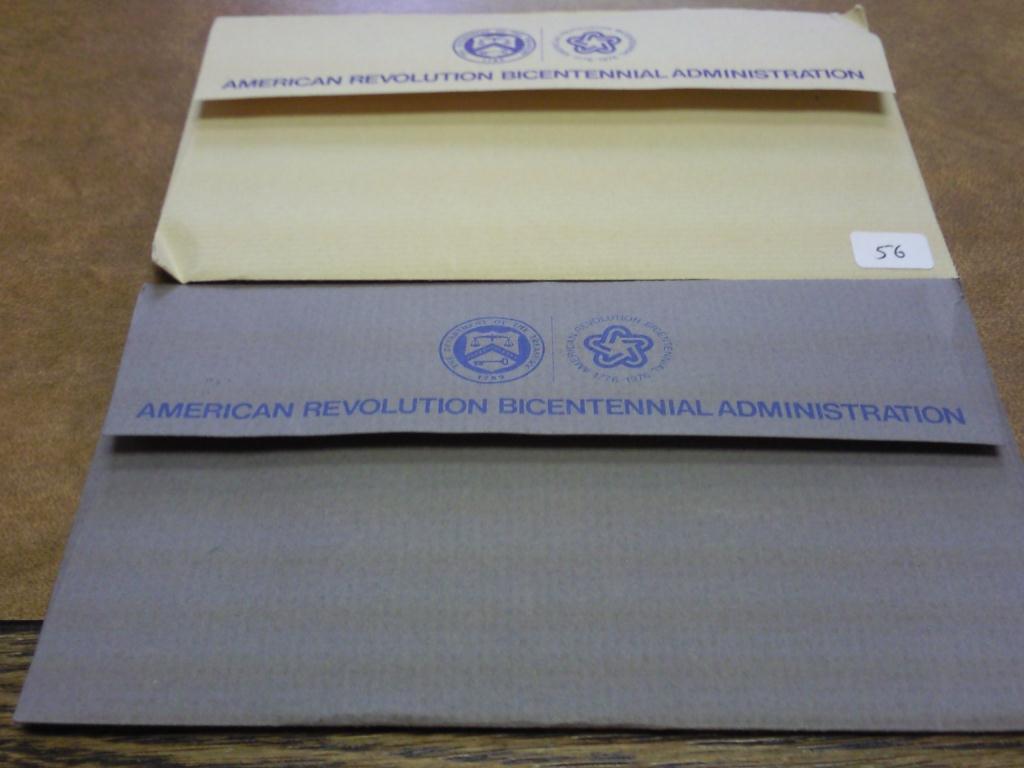 AMERICAN REVOLUTION BICENTENNIAL ADMINISTRATION
56
THE DEPARTMENT OF THE TREASURY
1789
AMERICAN REVOLUTION BICENTENNIAL
1776-1976
AMERICAN REVOLUTION BICENTENNIAL ADMINISTRATION